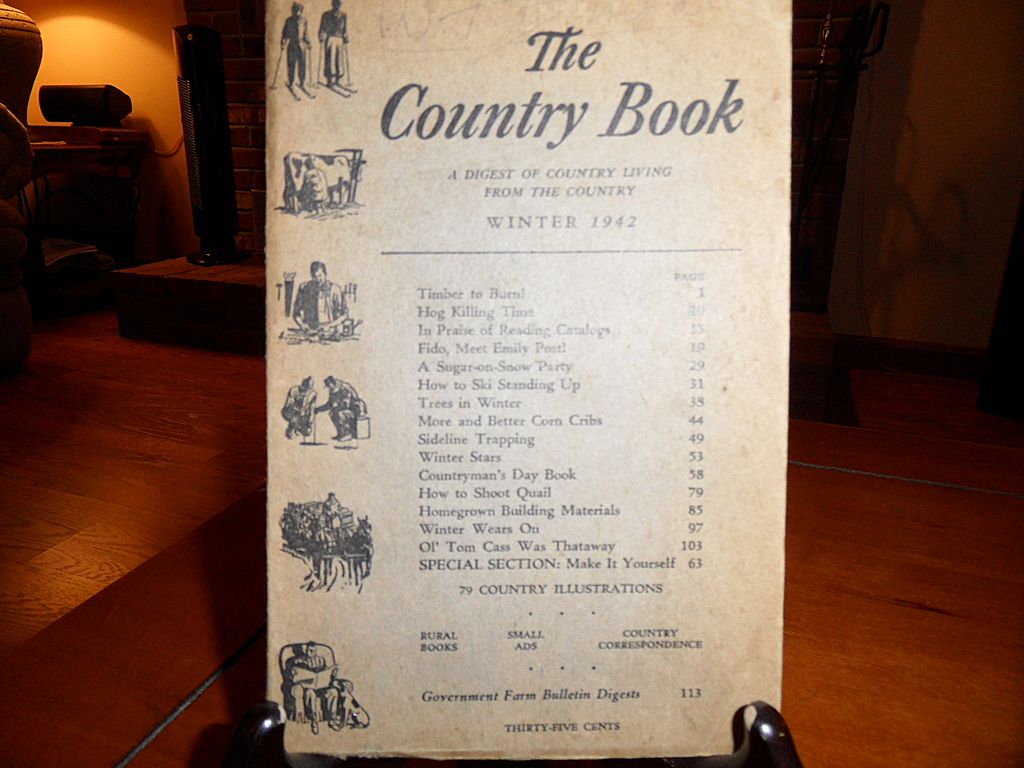 The
Country Book
A DIGEST OF COUNTRY LIVING
FROM THE COUNTRY
WINTER 1942
PAGE
Timber to Burn! 1
Hog Killing Time 10
In Praise of Reading Catalogs 15
Fido, Meet Emily Post! 19
A Sugar-on-Snow Party 29
How to Ski Standing Up 31
Trees in Winter 38
More and Better Corn Cribs 44
Sideline Trapping 49
Winter Stars 53
Countryman's Day Book 58
How to Shoot Quail 79
Homegrown Building Materials 85
Winter Wears On 97
Ol' Tom Cass Was Thataway 103
SPECIAL SECTION: Make It Yourself 63
79 COUNTRY ILLUSTRATIONS
. . .
RURAL SMALL COUNTRY
BOOKS ADS CORRESPONDENCE
. . .
Government Farm Bulletin Digests 113
THIRTY-FIVE CENTS